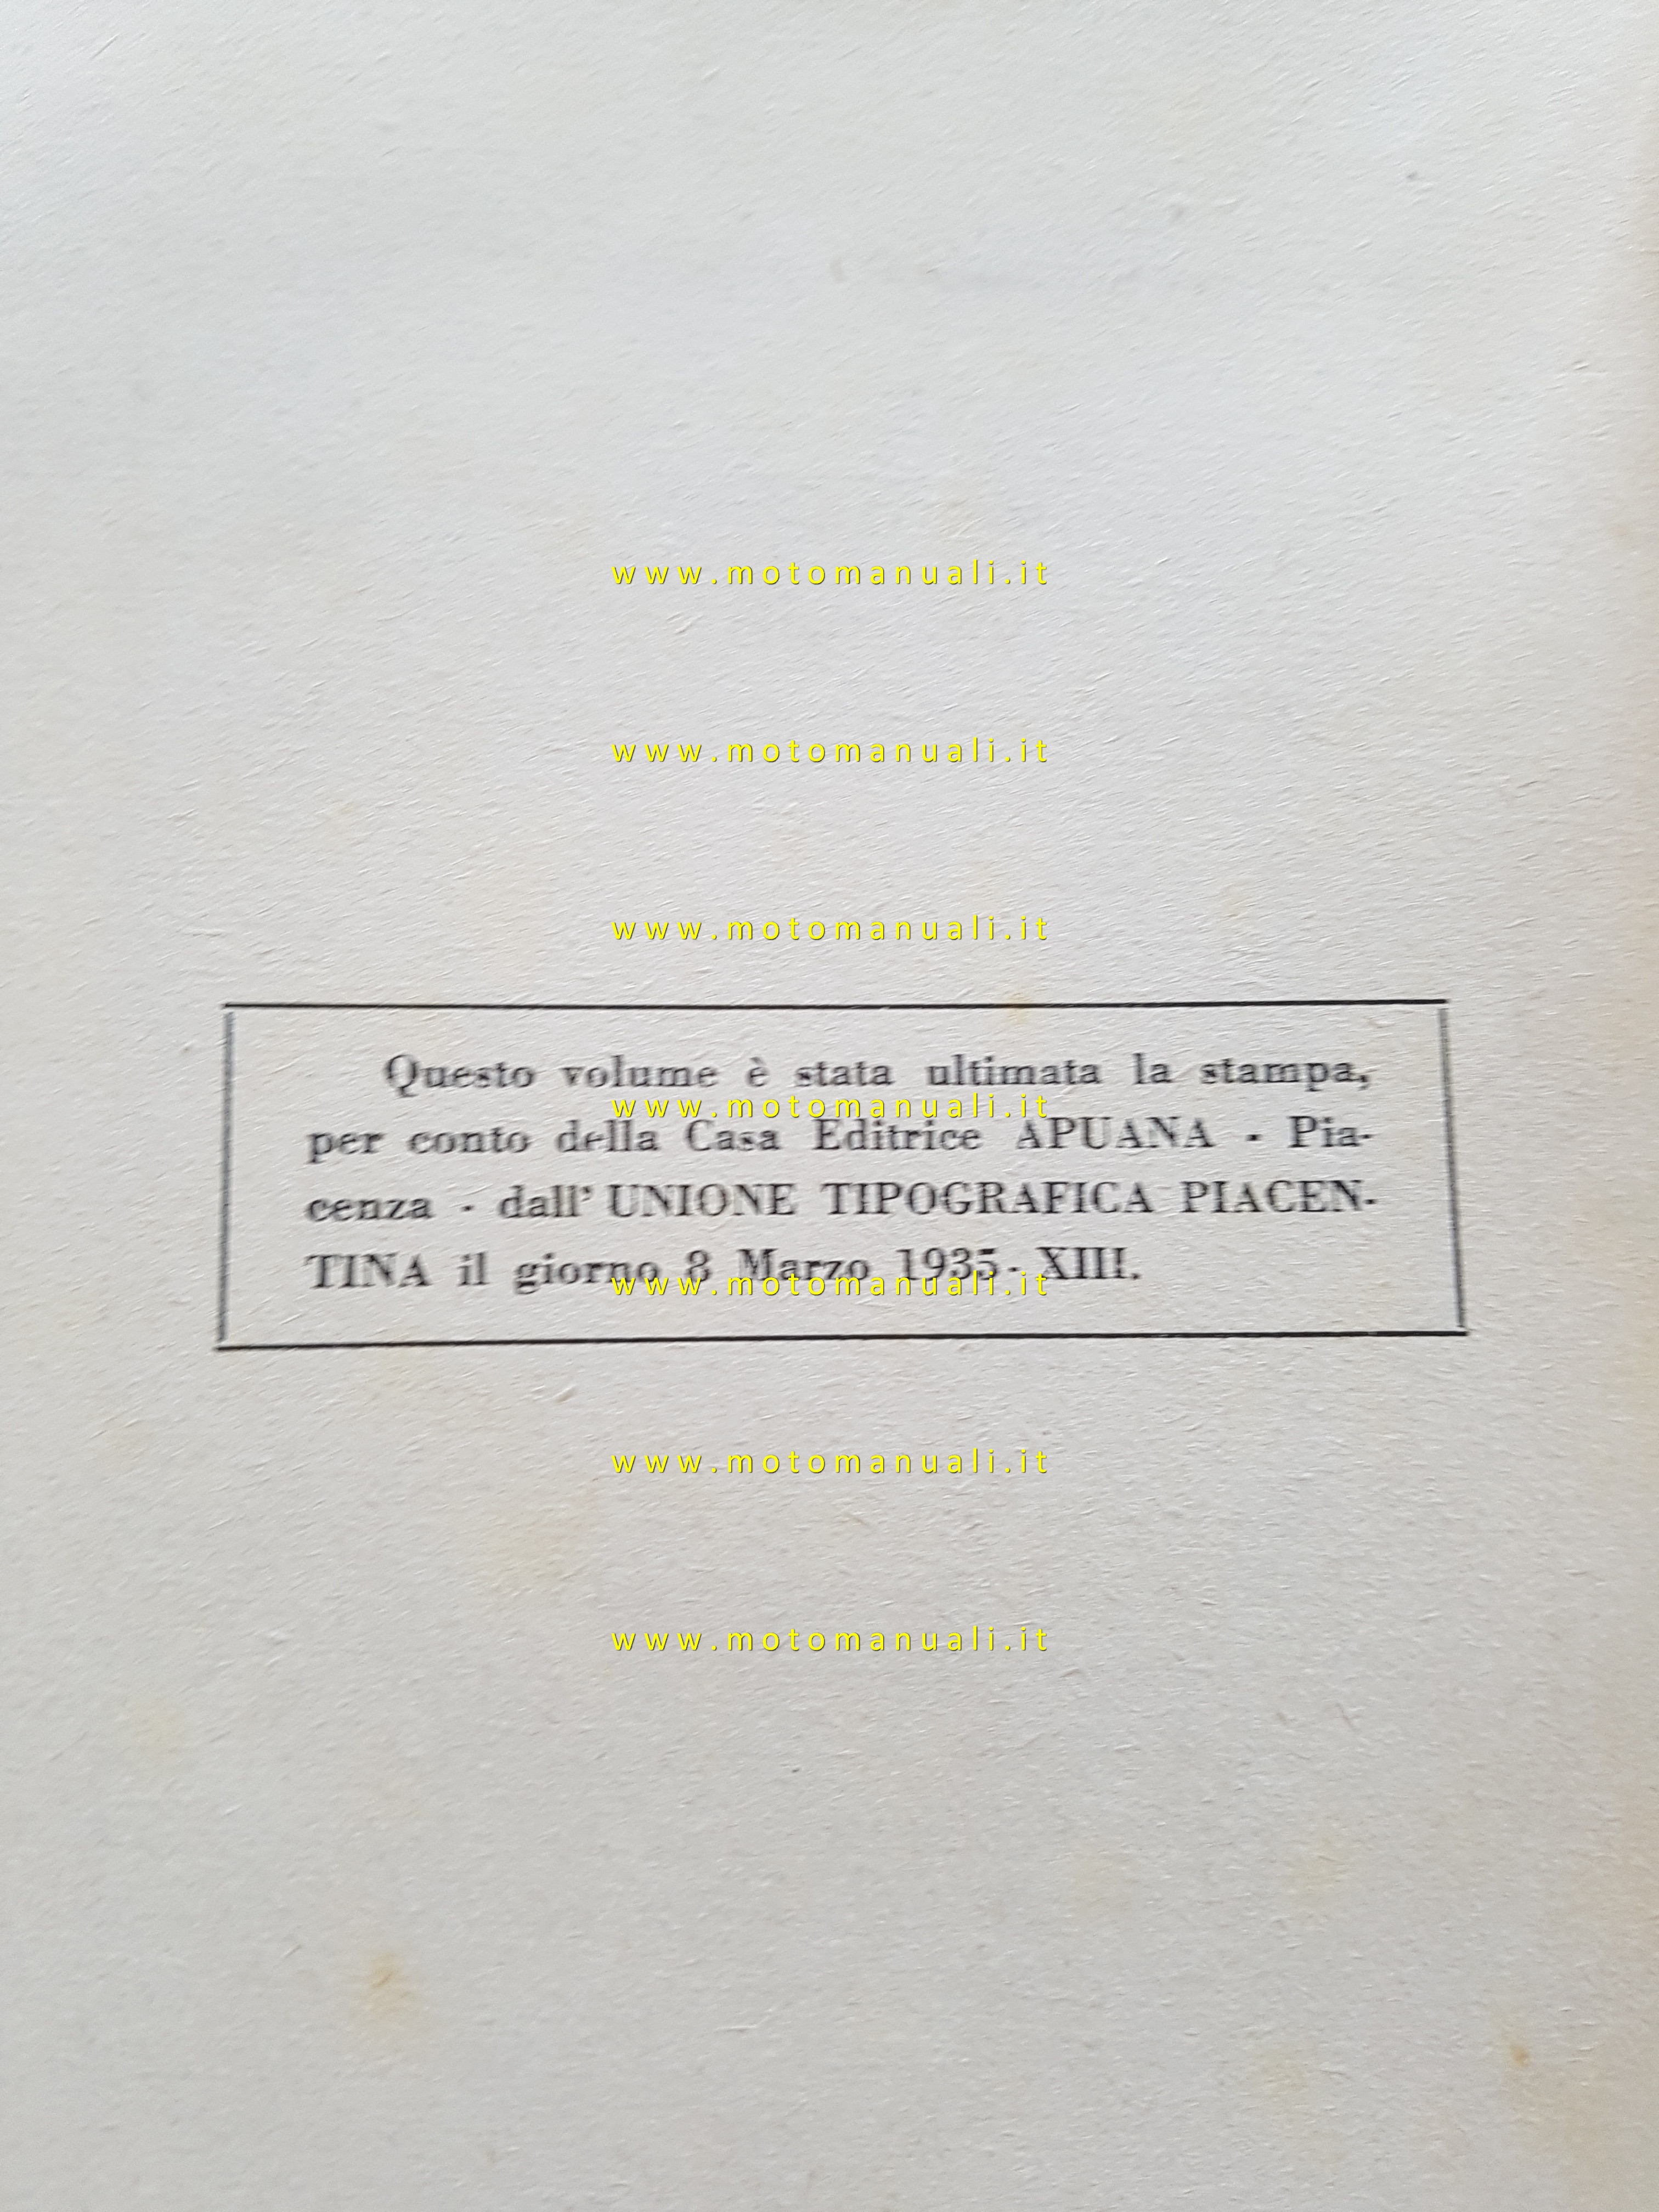 www.motomanuali.it
www.motomanuali.it
www.motomanuali.it
Questo volume è stata ultimata la stampa,
www.motomanuali.it
per conto della Casa Editrice APUANA - Pia-
cenza - dall' UNIONE TIPOGRAFICA PIACEN-
TINA il giorno 8 Marzo 1935 - XIII.
www.motomanuali.it
www.motomanuali.it
www.motomanuali.it